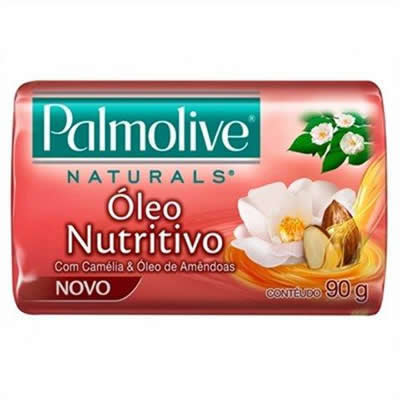 Palmolive®
NATURALS®
Óleo
Nutritivo
Com Camélia & Óleo de Amêndoas
NOVO
CONTEÚDO 90 g